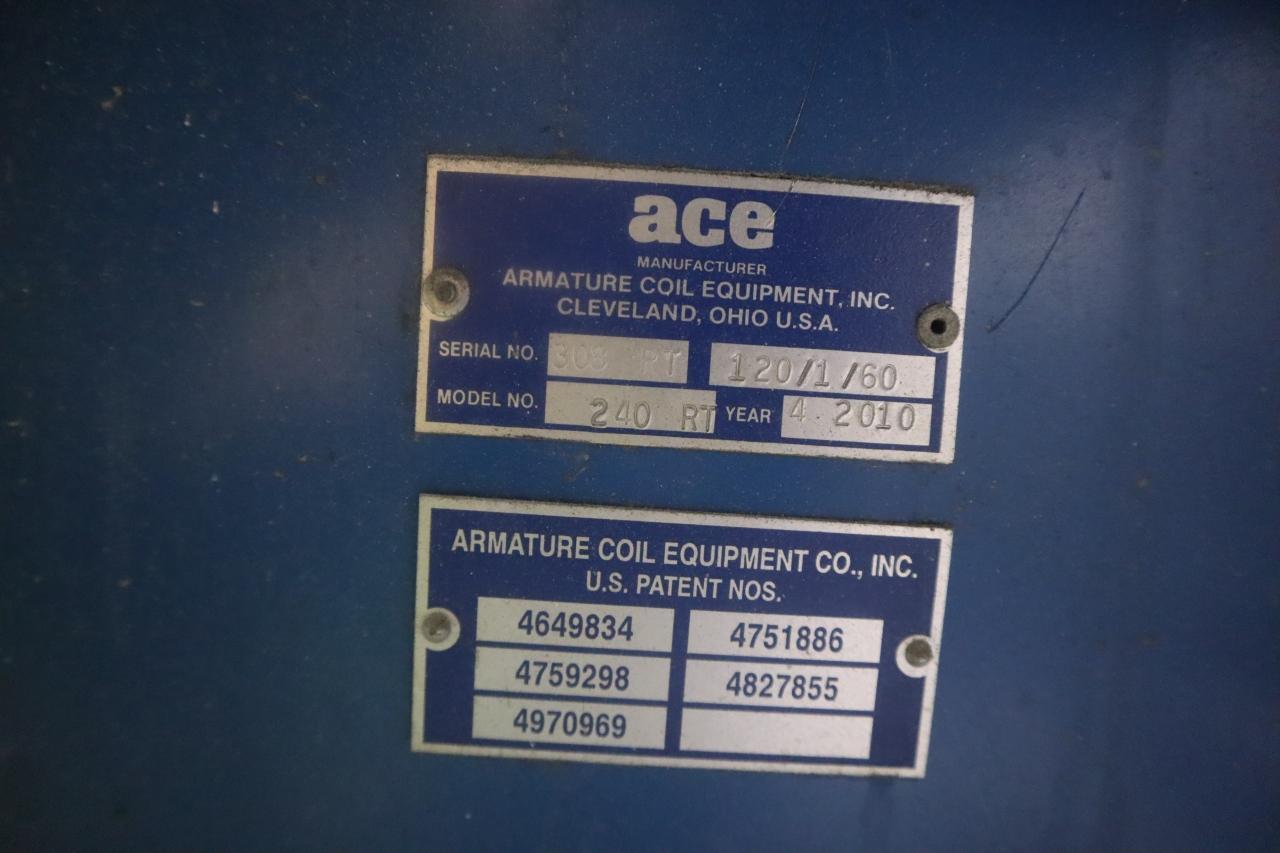 ace
MANUFACTURER
ARMATURE COIL EQUIPMENT, INC.
CLEVELAND, OHIO U.S.A.
SERIAL NO. RT 120/1/60
MODEL NO. 240 RT YEAR 4 2010
ARMATURE COIL EQUIPMENT CO., INC.
U.S. PATENT NOS.
4649834 4751886
4759298 4827855
4970969